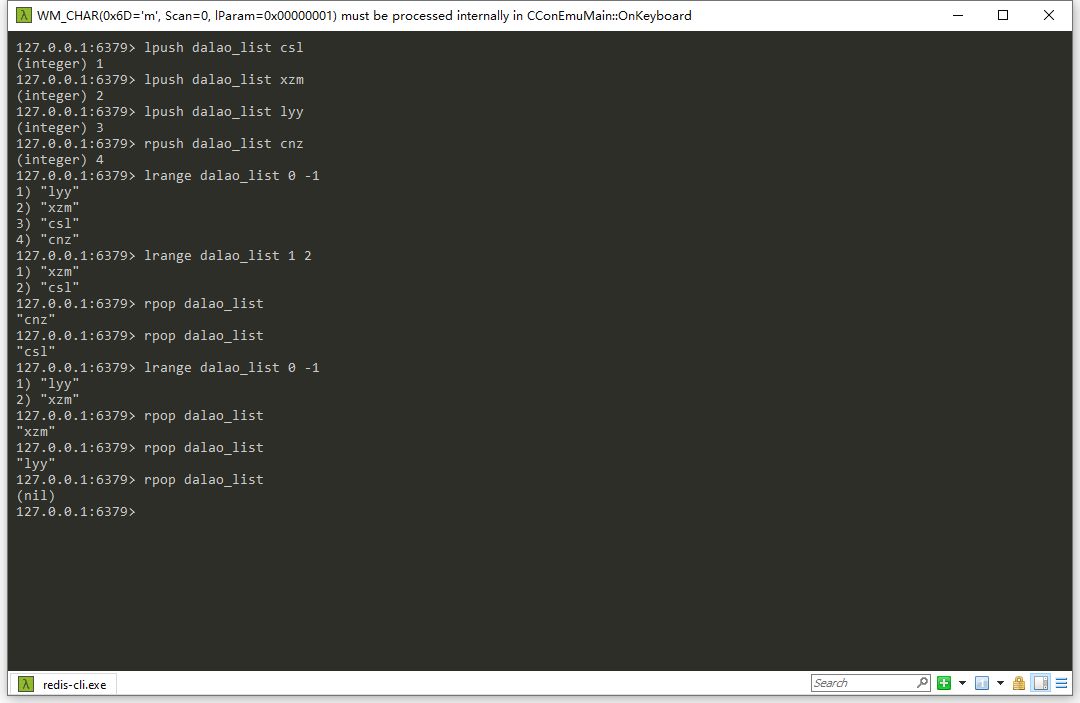 WM_CHAR(0x6D='m', Scan=0, lParam=0x00000001) must be processed internally in CConEmuMain::OnKeyboard
127.0.0.1:6379> lpush dalao_list csl
(integer) 1
127.0.0.1:6379> lpush dalao_list xzm
(integer) 2
127.0.0.1:6379> lpush dalao_list lyy
(integer) 3
127.0.0.1:6379> rpush dalao_list cnz
(integer) 4
127.0.0.1:6379> lrange dalao_list 0 -1
1) "lyy"
2) "xzm"
3) "csl"
4) "cnz"
127.0.0.1:6379> lrange dalao_list 1 2
1) "xzm"
2) "csl"
127.0.0.1:6379> rpop dalao_list
"cnz"
127.0.0.1:6379> rpop dalao_list
"csl"
127.0.0.1:6379> lrange dalao_list 0 -1
1) "lyy"
2) "xzm"
127.0.0.1:6379> rpop dalao_list
"xzm"
127.0.0.1:6379> rpop dalao_list
"lyy"
127.0.0.1:6379> rpop dalao_list
(nil)
127.0.0.1:6379>
redis-cli.exe
Search